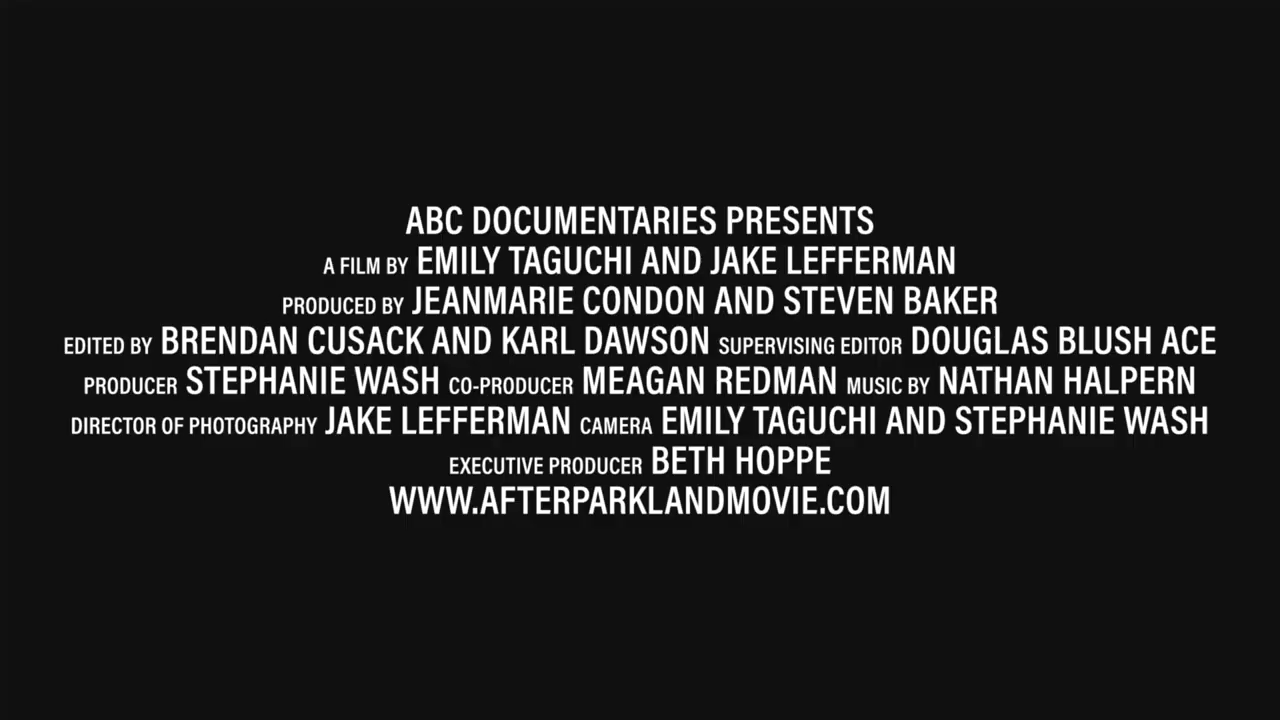 ABC DOCUMENTARIES PRESENTS
A FILM BY EMILY TAGUCHI AND JAKE LEFFERMAN
PRODUCED BY JEANMARIE CONDON AND STEVEN BAKER
EDITED BY BRENDAN CUSACK AND KARL DAWSON SUPERVISING EDITOR DOUGLAS BLUSH ACE
PRODUCER STEPHANIE WASH CO-PRODUCER MEAGAN REDMAN MUSIC BY NATHAN HALPERN
DIRECTOR OF PHOTOGRAPHY JAKE LEFFERMAN CAMERA EMILY TAGUCHI AND STEPHANIE WASH
EXECUTIVE PRODUCER BETH HOPPE
WWW.AFTERPARKLANDMOVIE.COM